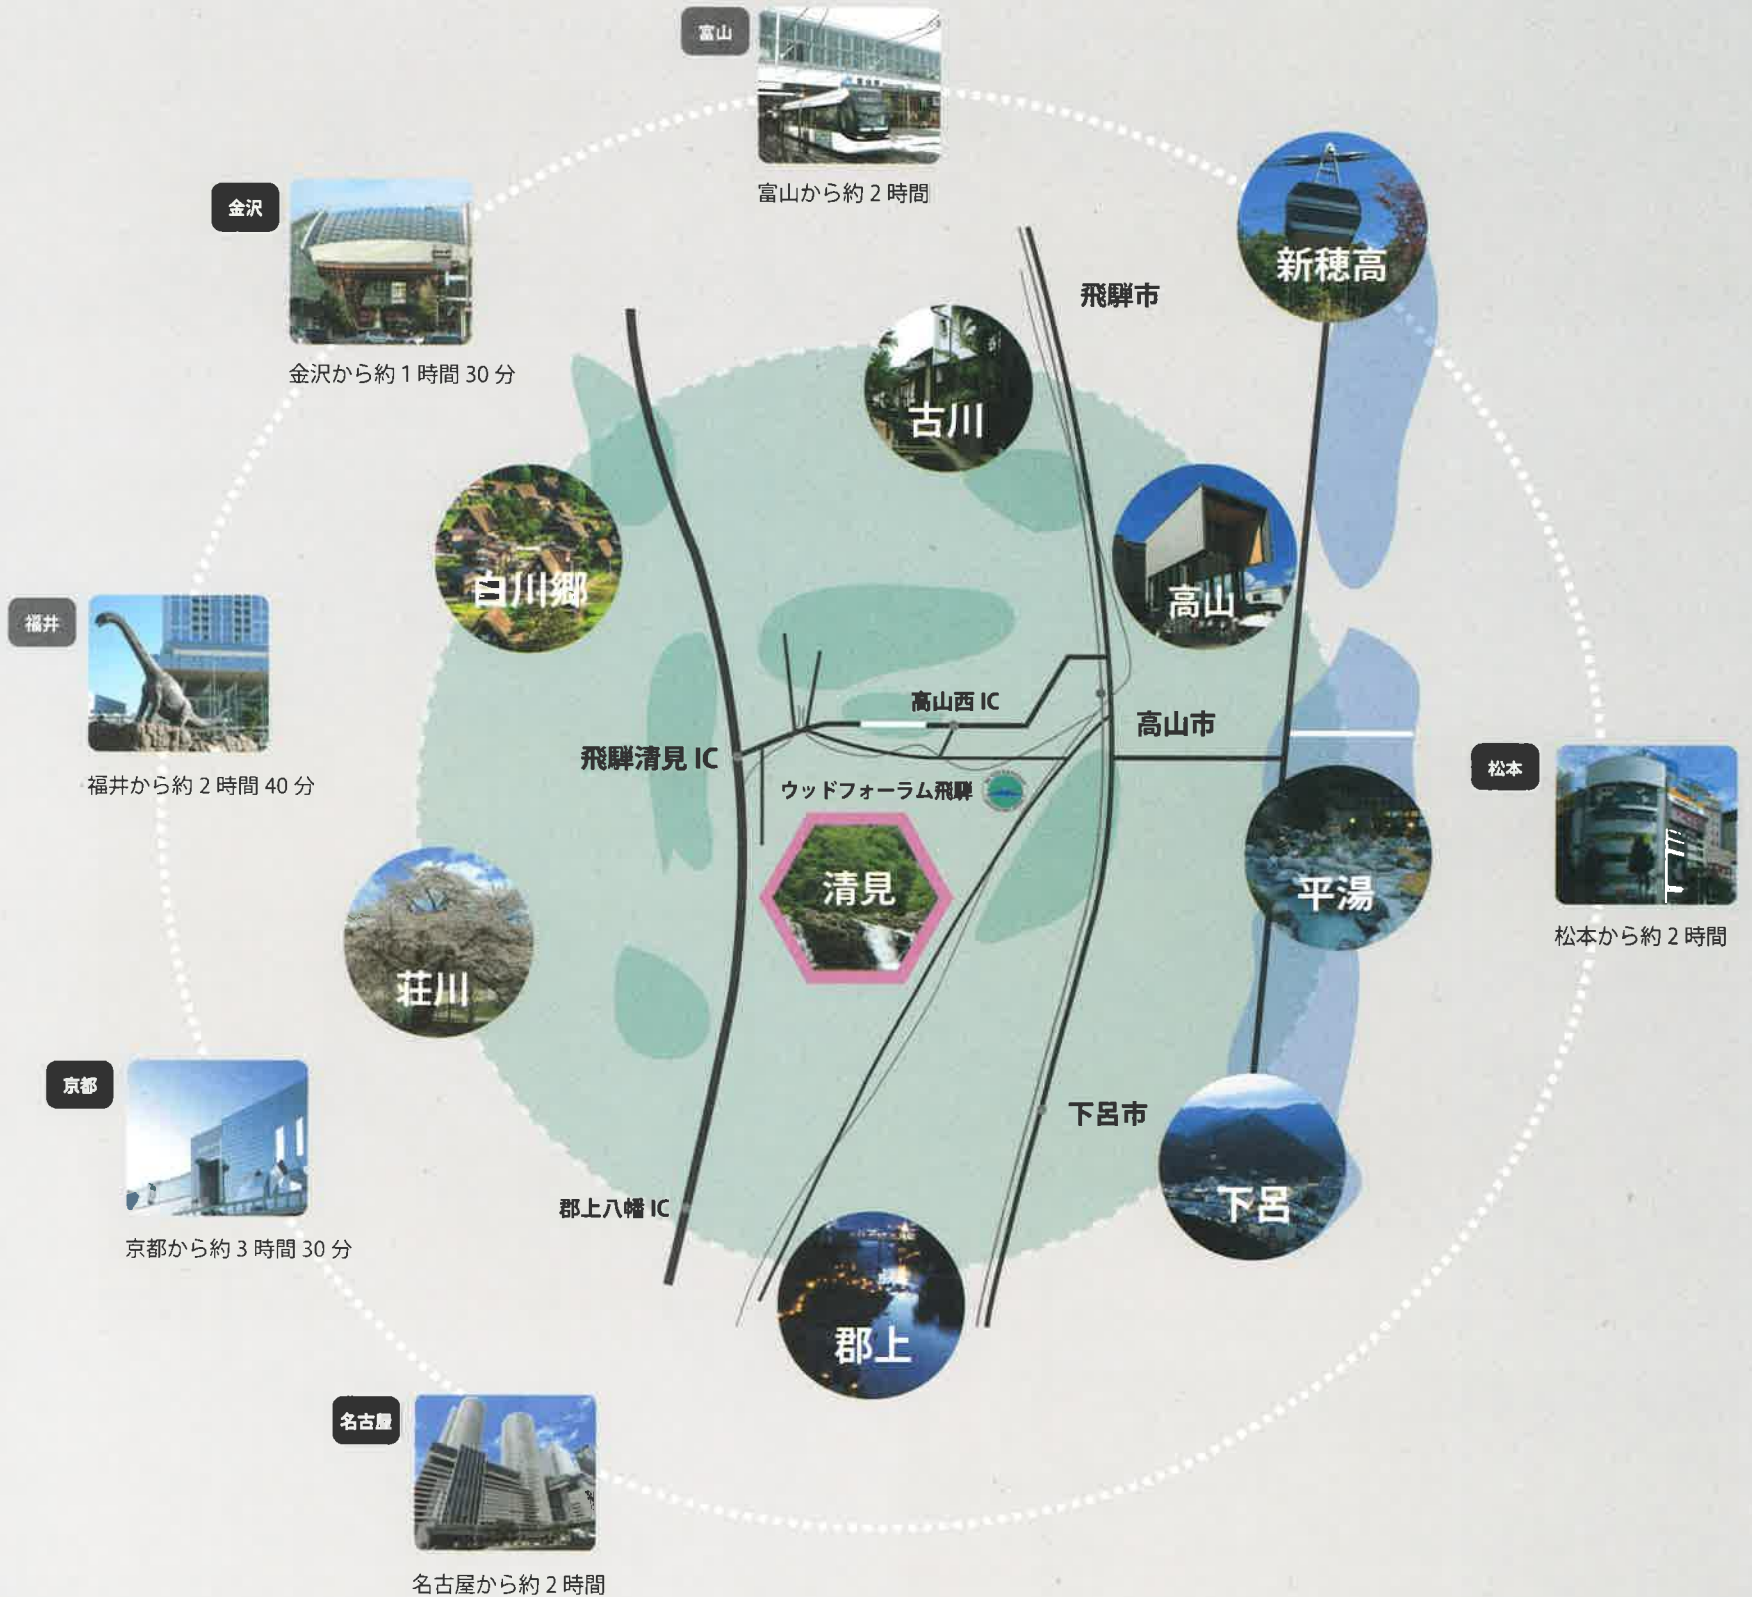 富山
富山から約 2 時間
金沢
金沢から約 1 時間 30 分
新穂高
飛騨市
古川
白川郷
高山
福井
福井から約 2 時間 40 分
高山西 IC
高山市
飛騨清見 IC
ウッドフォーラム飛騨
松本
松本から約 2 時間
清見
平湯
荘川
京都
京都から約 3 時間 30 分
下呂市
下呂
郡上八幡 IC
郡上
名古屋
名古屋から約 2 時間